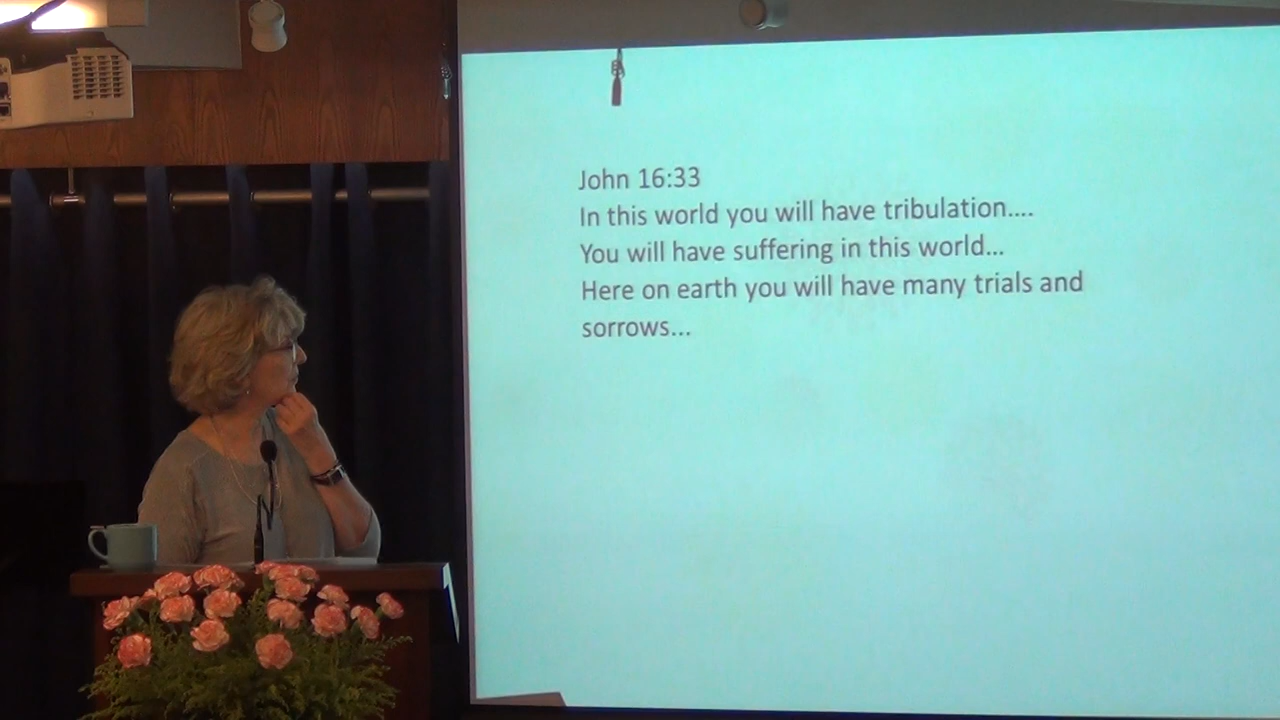 John 16:33
In this world you will have tribulation....
You will have suffering in this world...
Here on earth you will have many trials and
sorrows...